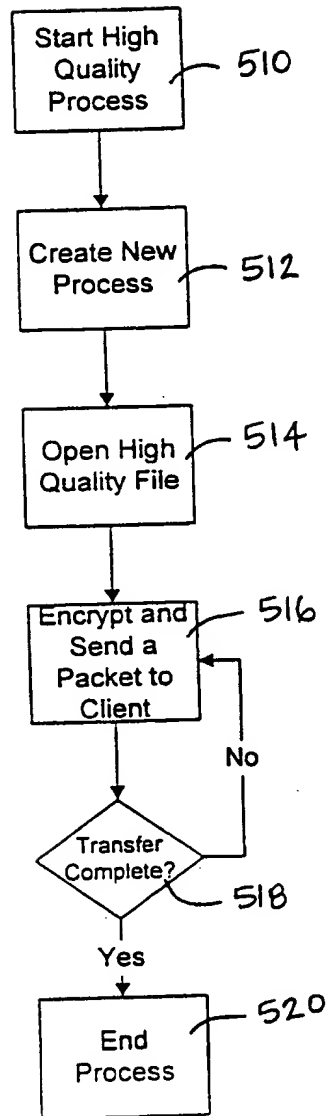 Start High
Quality
Process
510
Create New
Process
512
Open High
Quality File
514
Encrypt and
Send a
Packet to
Client
516
No
Transfer
Complete?
518
Yes
End
Process
520